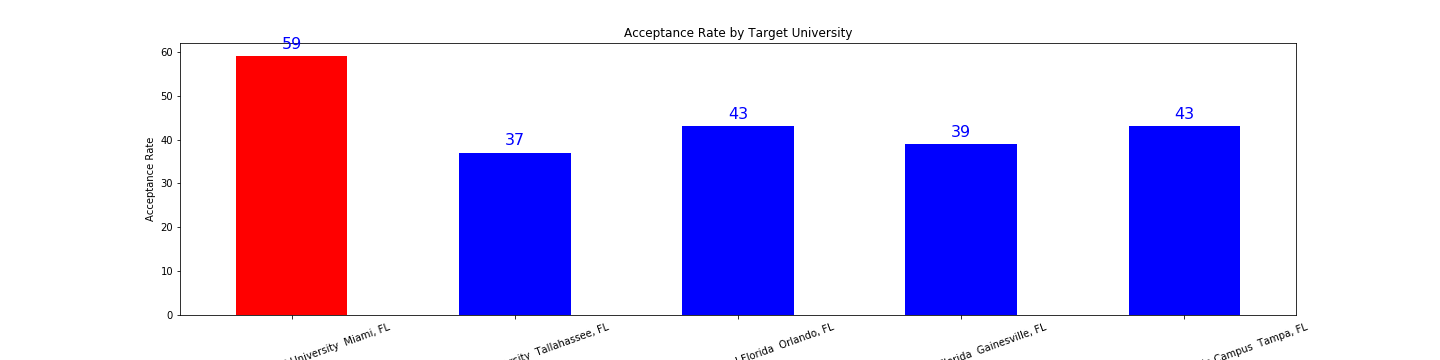 Acceptance Rate by Target University
Acceptance Rate
60
50
40
30
20
10
0
59
37
43
39
43
University Miami, FL
Tallahassee, FL
Florida Orlando, FL
Gainesville, FL
Campus Tampa, FL